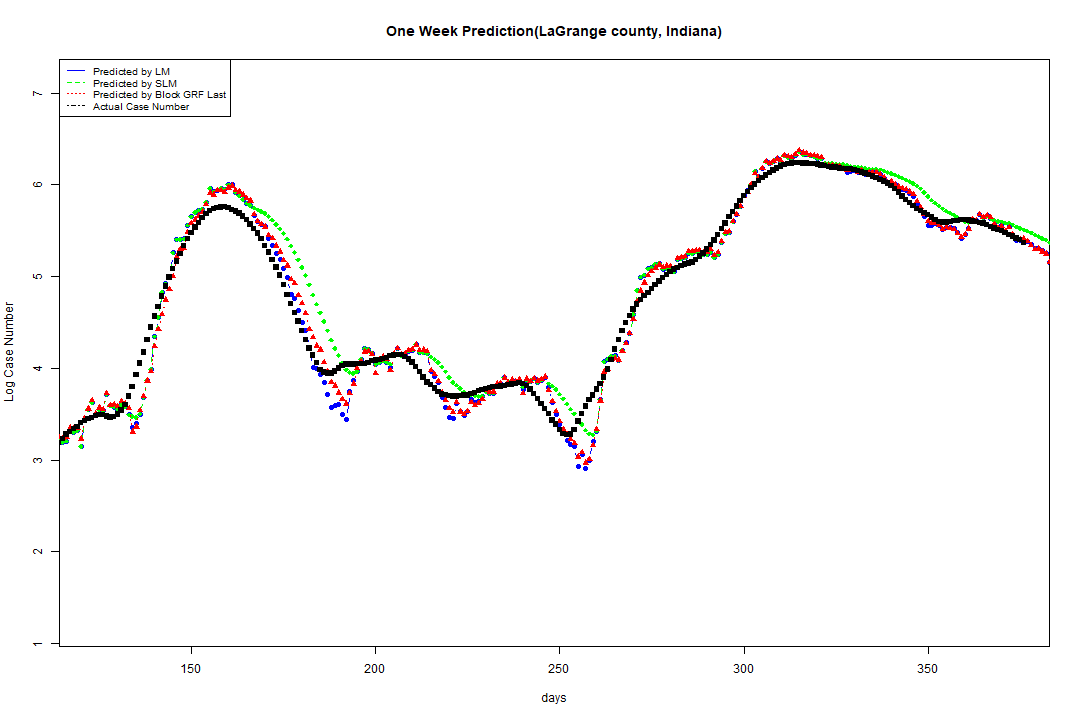 One Week Prediction(LaGrange county, Indiana)
Predicted by LM
Predicted by SLM
Predicted by Block GRF Last
Actual Case Number
7
6
5
4
3
2
1
Log Case Number
150 200 250 300 350
days